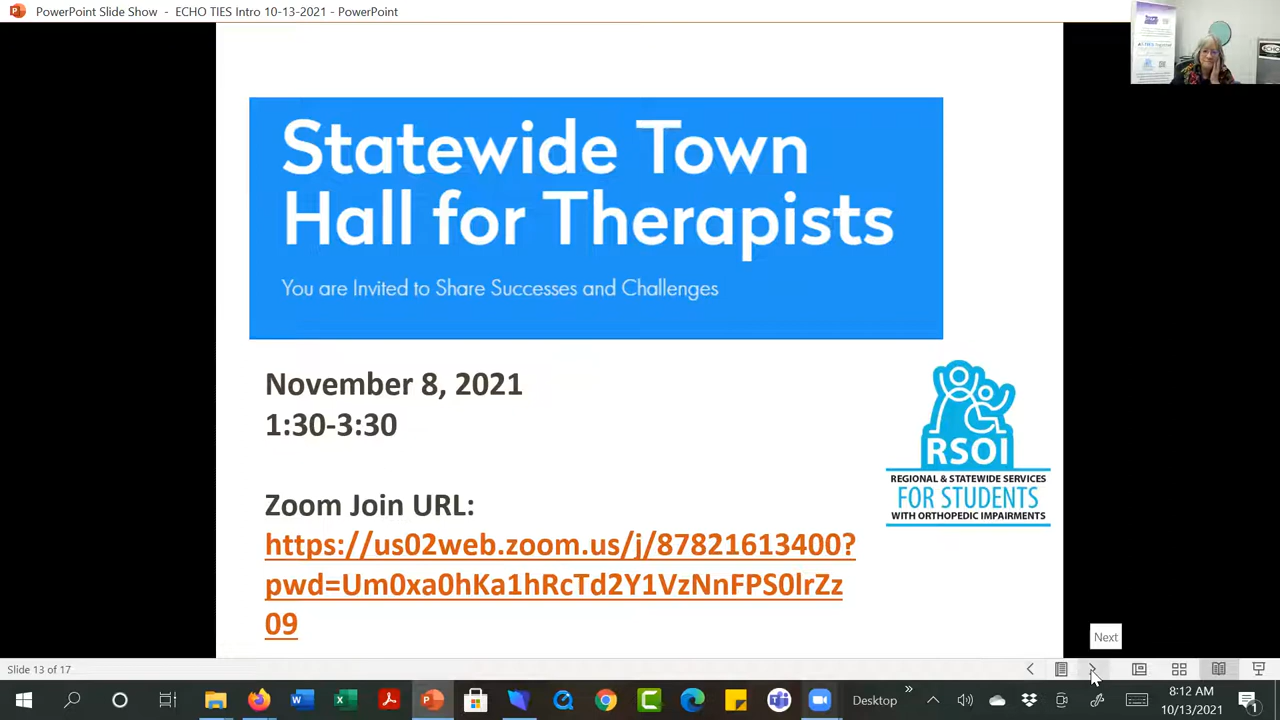 PowerPoint Slide Show - ECHO TIES Intro 10-13-2021 - PowerPoint
ECHO
Statewide Town
Hall for Therapists
You are Invited to Share Successes and Challenges
November 8, 2021
1:30-3:30
Zoom Join URL:
https://us02web.zoom.us/j/87821613400?
pwd=Um0xa0hKa1hRcTd2Y1VzNnFPS0lrZz
09
RSOI
REGIONAL & STATEWIDE SERVICES
FOR STUDENTS
WITH ORTHOPEDIC IMPAIRMENTS
Next
Slide 13 of 17
Desktop
8:12 AM
10/13/2021
1